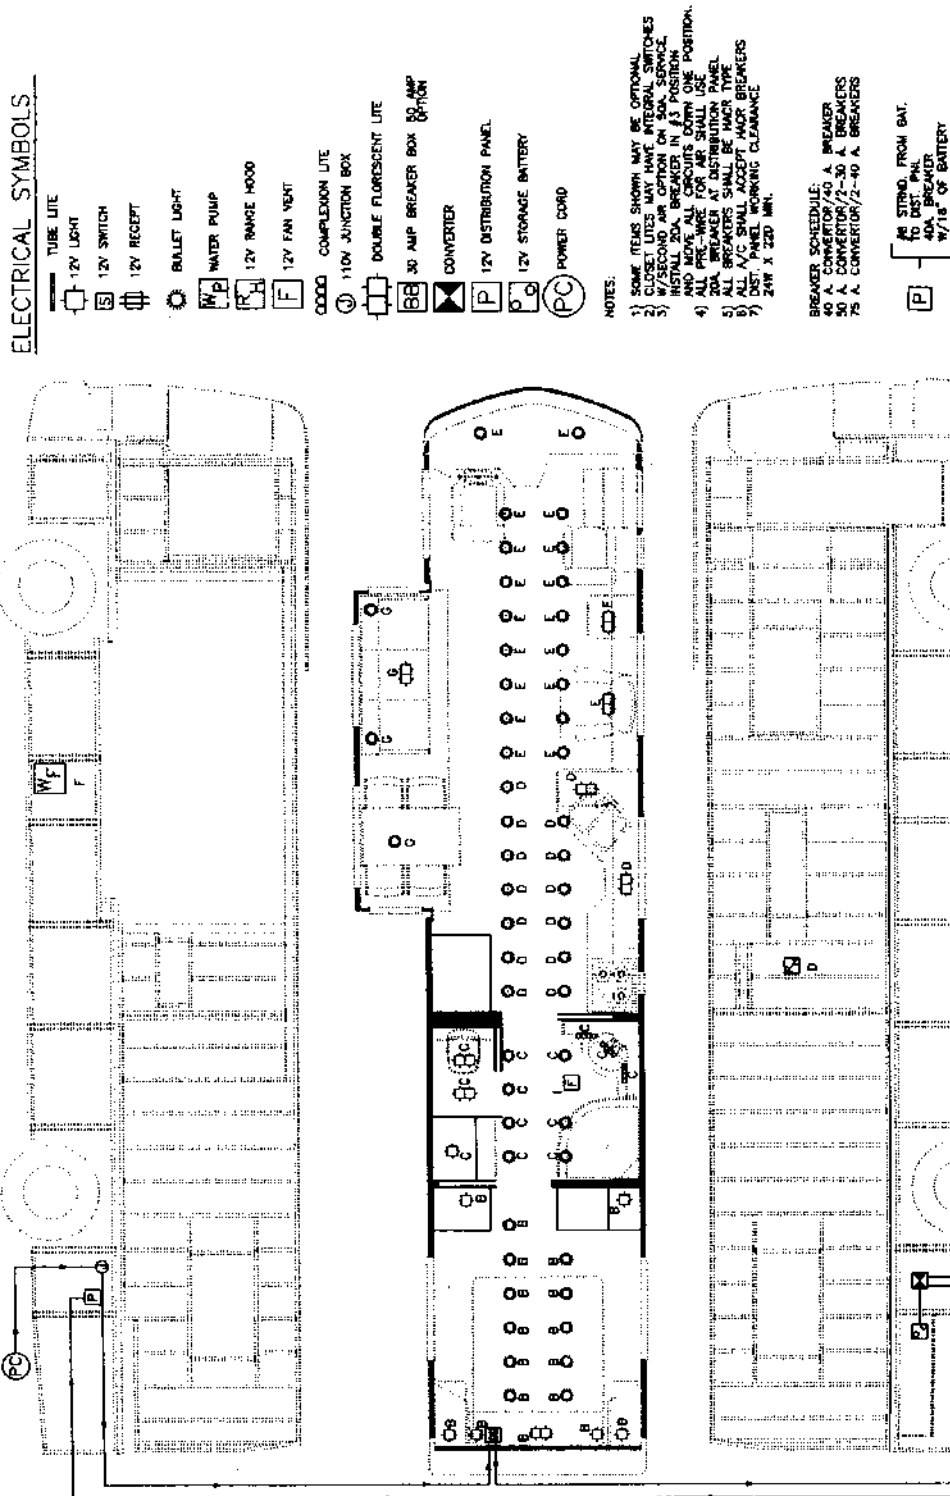 ELECTRICAL SYMBOLS
TUBE LITE
12V LIGHT
S 12V SWITCH
12V RECEPT
BULLET LIGHT
WP WATER PUMP
RH 12V RANGE HOOD
F 12V FAN VENT
COMPLEXION LITE
J 110V JUNCTION BOX
DOUBLE FLORESCENT LITE
BB 30 AMP BREAKER BOX 50 AMP
OPTION
CONVERTER
P 12V DISTRIBUTION PANEL
12V STORAGE BATTERY
PC POWER CORD
NOTES:
1) SOME ITEMS SHOWN MAY BE OPTIONAL
2) CLOSET LITES MAY HAVE INTEGRAL SWITCHES
3) W/SECOND AIR OPTION ON 50A. SERVICE,
INSTALL 20A. BREAKER IN #3 POSITION
AND MOVE ALL CIRCUITS DOWN ONE POSITION.
4) ALL PRE-WIRE FOR AIR SHALL USE
20A. BREAKER AT DISTRIBUTION PANEL
5) ALL BREAKERS SHALL BE HACR TYPE
6) ALL A/C SHALL ACCEPT HACR BREAKERS
7) DIST. PANEL WORKING CLEARANCE
24W X 22D MIN.
BREAKER SCHEEDULE:
40 A. CONVERTOR/40 A. BREAKER
50 A. CONVERTOR/2-30 A. BREAKERS
75 A. CONVERTOR/2-40 A. BREAKERS
P
#8 STRND. FROM BAT.
TO DIST. PNL
40A. BREAKER
W/18" OF BATTERY
PC
J
P
WP
F
E E
E E E E E E E E
E E E E E E E E
E E
G G G G
D D D D D D D
D D D D D D D
D D
C C C C
C C C C
C C C C C C
F
B B B B B B
B B B B B
B B
B B B B B
D
P